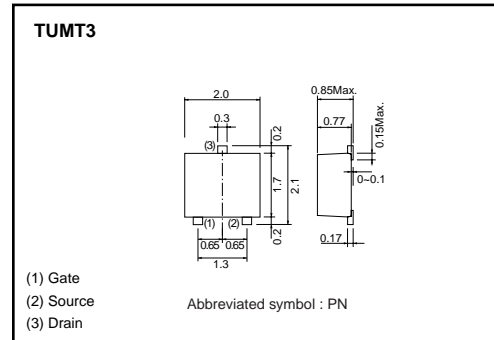 TUMT3
0.85Max.
2.0
0.3
0.77
0.2
0.15Max.
(3)
1.7
2.1
0~0.1
(1) (2)
0.65 0.65
0.2
0.17
1.3
(1) Gate
(2) Source
(3) Drain
Abbreviated symbol : PN